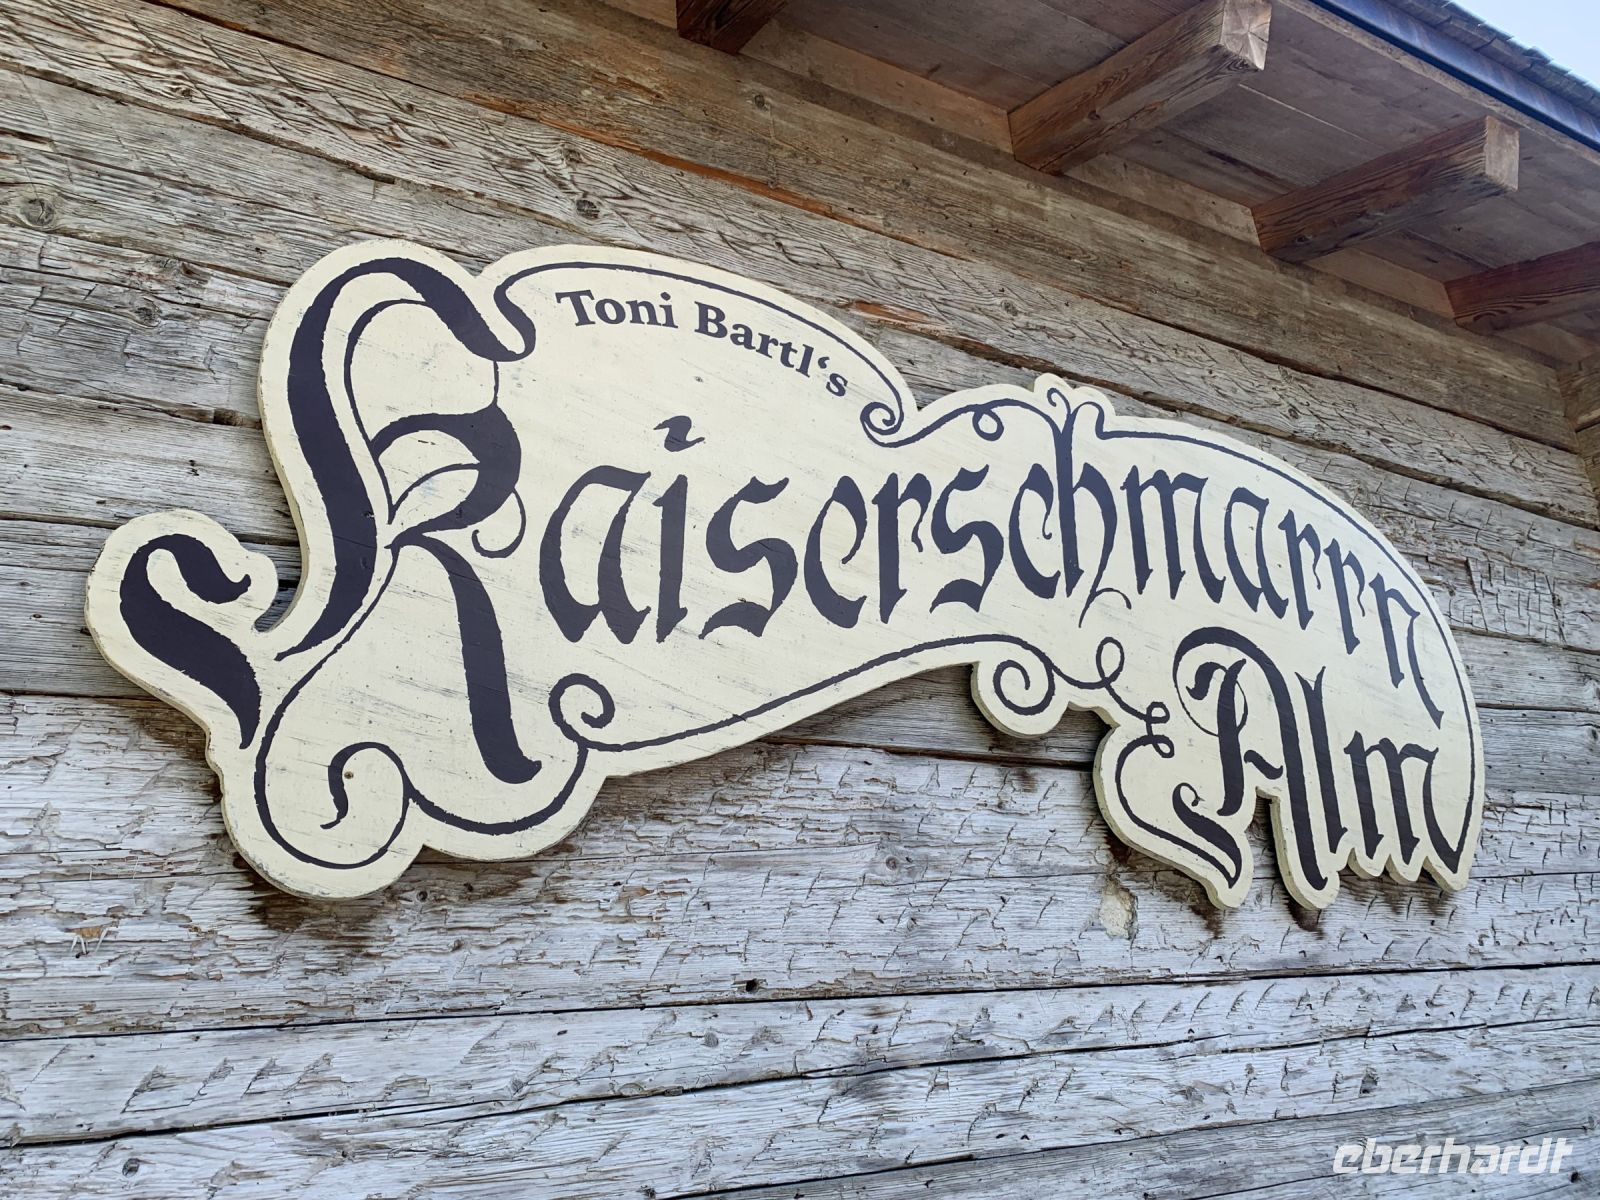 Toni Bartl‘s
Kaiserschmarrn
Alm
eberhardt